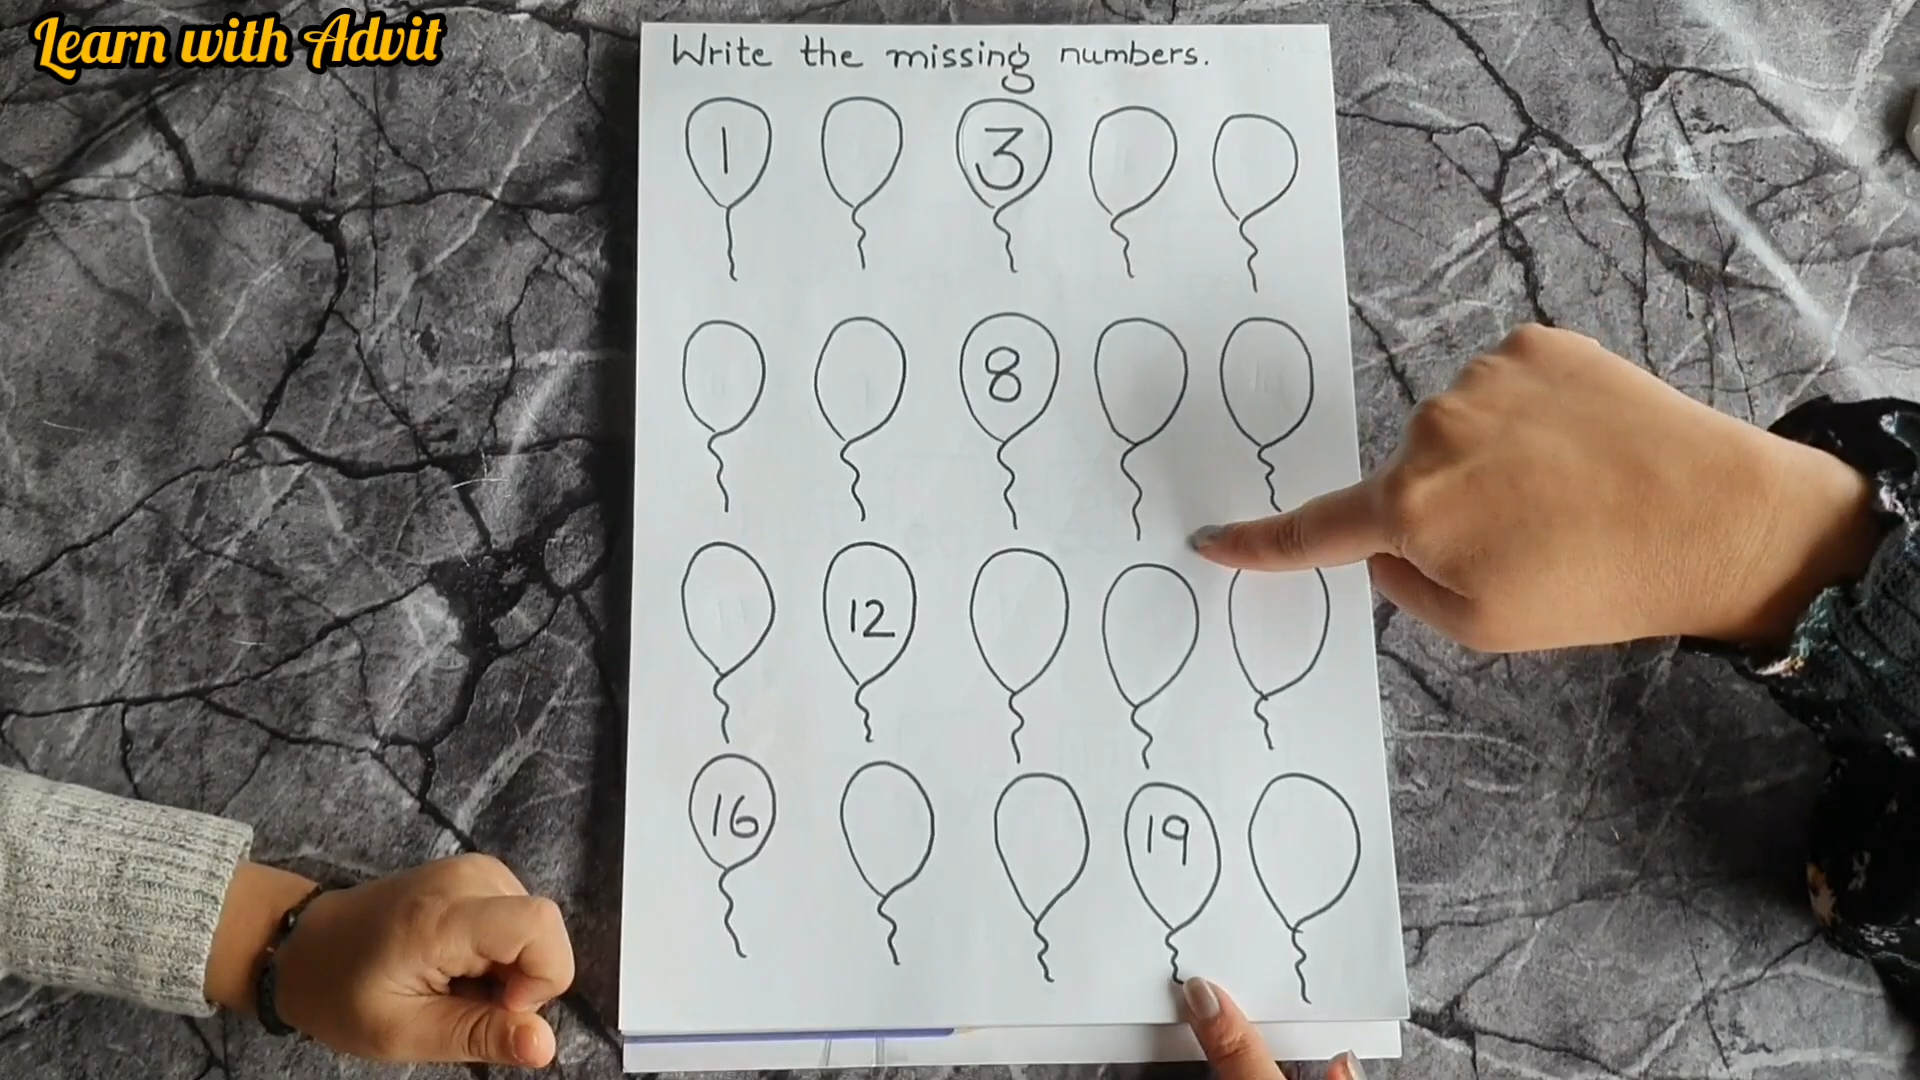 Learn with Advit
Write the missing numbers.
1 3
8
12
16 19